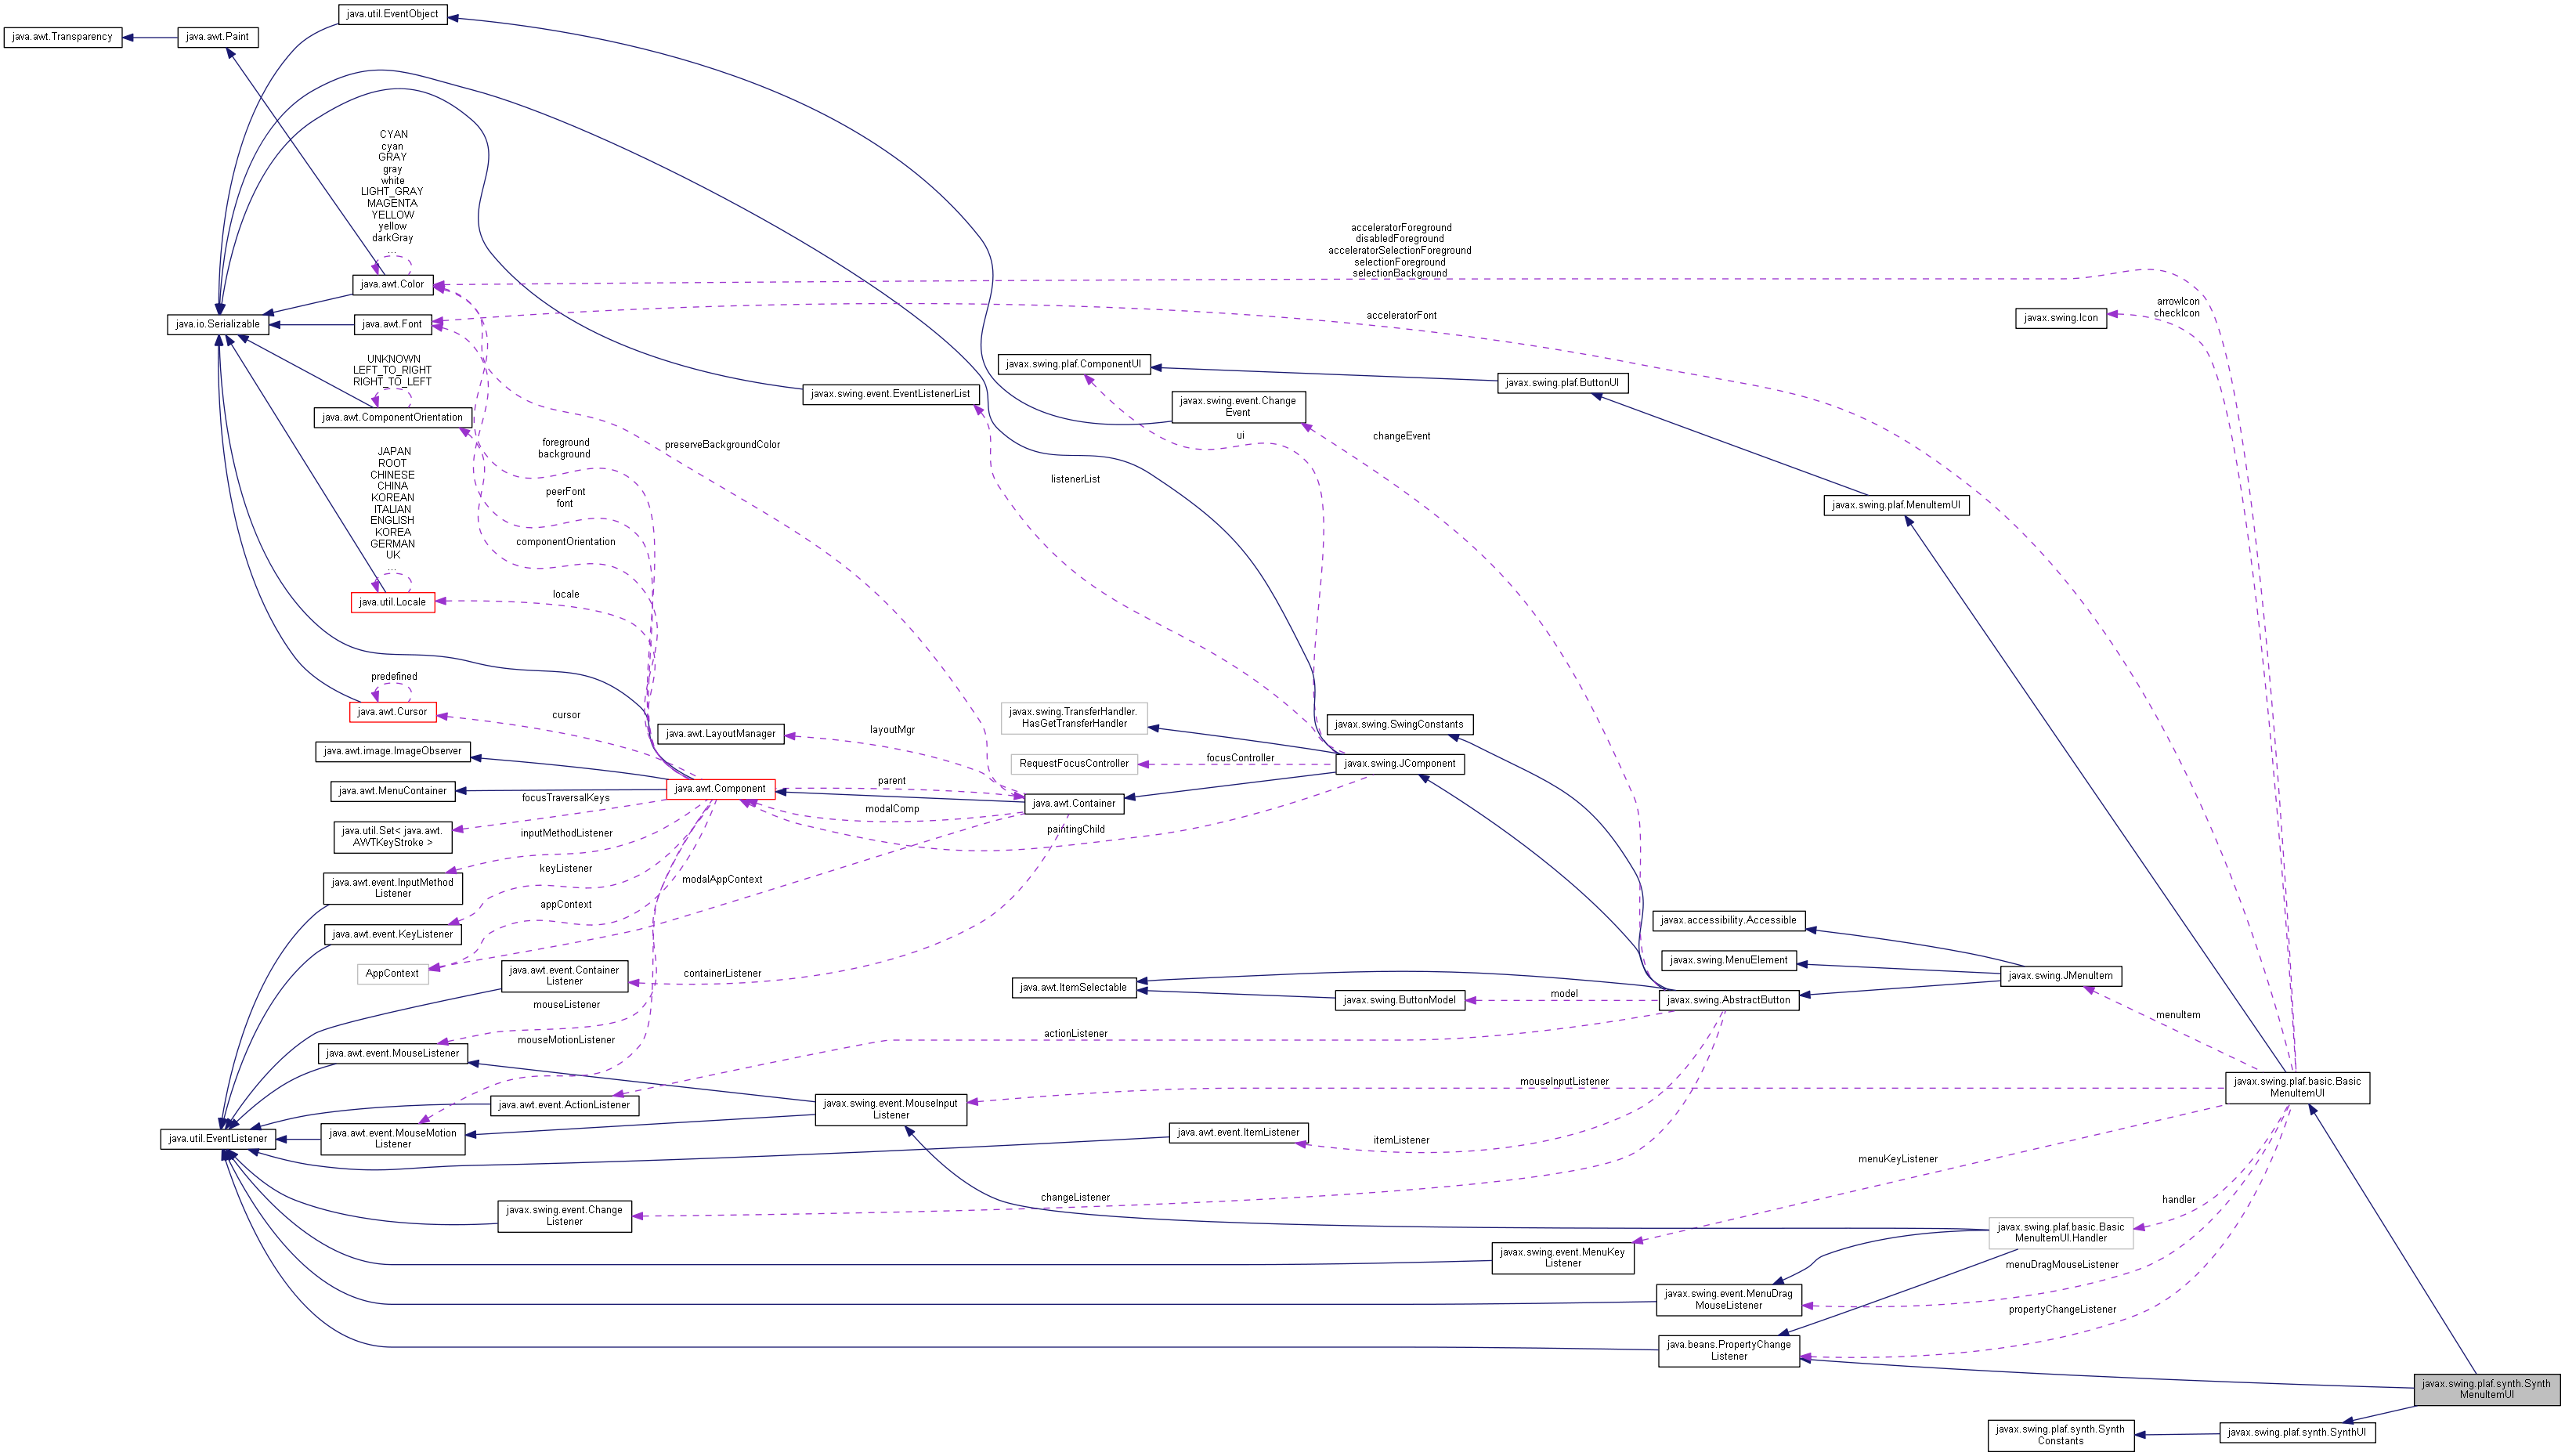 java.util.EventObject
java.awt.Transparency
java.awt.Paint
CYAN
cyan
GRAY
gray
white
LIGHT_GRAY
MAGENTA
YELLOW
yellow
darkGray
...
java.awt.Color
acceleratorForeground
disabledForeground
acceleratorSelectionForeground
selectionForeground
selectionBackground
arrowIcon
checkIcon
javax.swing.Icon
java.io.Serializable
java.awt.Font
acceleratorFont
UNKNOWN
LEFT_TO_RIGHT
RIGHT_TO_LEFT
java.awt.ComponentOrientation
javax.swing.plaf.ComponentUI
javax.swing.plaf.ButtonUI
javax.swing.event.EventListenerList
javax.swing.event.Change
Event
ui
changeEvent
foreground
background
preserveBackgroundColor
JAPAN
ROOT
CHINESE
CHINA
KOREAN
ITALIAN
ENGLISH
KOREA
GERMAN
UK
...
java.util.Locale
peerFont
font
listenerList
javax.swing.plaf.MenuItemUI
componentOrientation
locale
predefined
java.awt.Cursor
cursor
java.awt.LayoutManager
layoutMgr
javax.swing.TransferHandler.
HasGetTransferHandler
javax.swing.SwingConstants
java.awt.image.ImageObserver
RequestFocusController
focusController
javax.swing.JComponent
java.awt.MenuContainer
java.awt.Component
parent
java.awt.Container
focusTraversalKeys
modalComp
java.util.Set< java.awt.
AWTKeyStroke >
inputMethodListener
paintingChild
java.awt.event.InputMethod
Listener
keyListener
modalAppContext
appContext
java.awt.event.KeyListener
javax.accessibility.Accessible
javax.swing.MenuElement
AppContext
java.awt.event.Container
Listener
containerListener
java.awt.ItemSelectable
javax.swing.ButtonModel
model
javax.swing.AbstractButton
javax.swing.JMenuItem
mouseListener
menuItem
mouseMotionListener
actionListener
java.awt.event.MouseListener
mouseInputListener
javax.swing.plaf.basic.Basic
MenuItemUI
java.awt.event.ActionListener
javax.swing.event.MouseInput
Listener
java.util.EventListener
java.awt.event.MouseMotion
Listener
java.awt.event.ItemListener
itemListener
menuKeyListener
changeListener
handler
javax.swing.event.Change
Listener
javax.swing.plaf.basic.Basic
MenuItemUI.Handler
javax.swing.event.MenuKey
Listener
menuDragMouseListener
javax.swing.event.MenuDrag
MouseListener
propertyChangeListener
java.beans.PropertyChange
Listener
javax.swing.plaf.synth.Synth
MenuItemUI
javax.swing.plaf.synth.Synth
Constants
javax.swing.plaf.synth.SynthUI